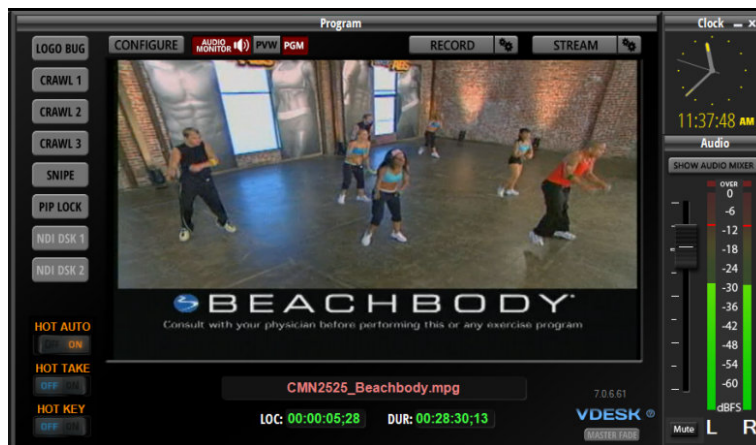 Program
Clock
LOGO BUG
CONFIGURE
AUDIO MONITOR
PVW
PGM
RECORD
STREAM
CRAWL 1
CRAWL 2
CRAWL 3
SNIPE
PIP LOCK
NDI DSK 1
NDI DSK 2
HOT AUTO
OFF ON
HOT TAKE
OFF ON
HOT KEY
OFF ON
BEACHBODY
Consult with your physician before performing this or any exercise program
CMN2525_Beachbody.mpg
LOC: 00:00:05;28 DUR: 00:28:30;13
7.0.6.61
VDESK ®
MASTER FADE
11:37:48 AM
Audio
SHOW AUDIO MIXER
OVER
0
-6
-12
-18
-24
-30
-36
-42
-48
-54
-60
dBFS
Mute L R